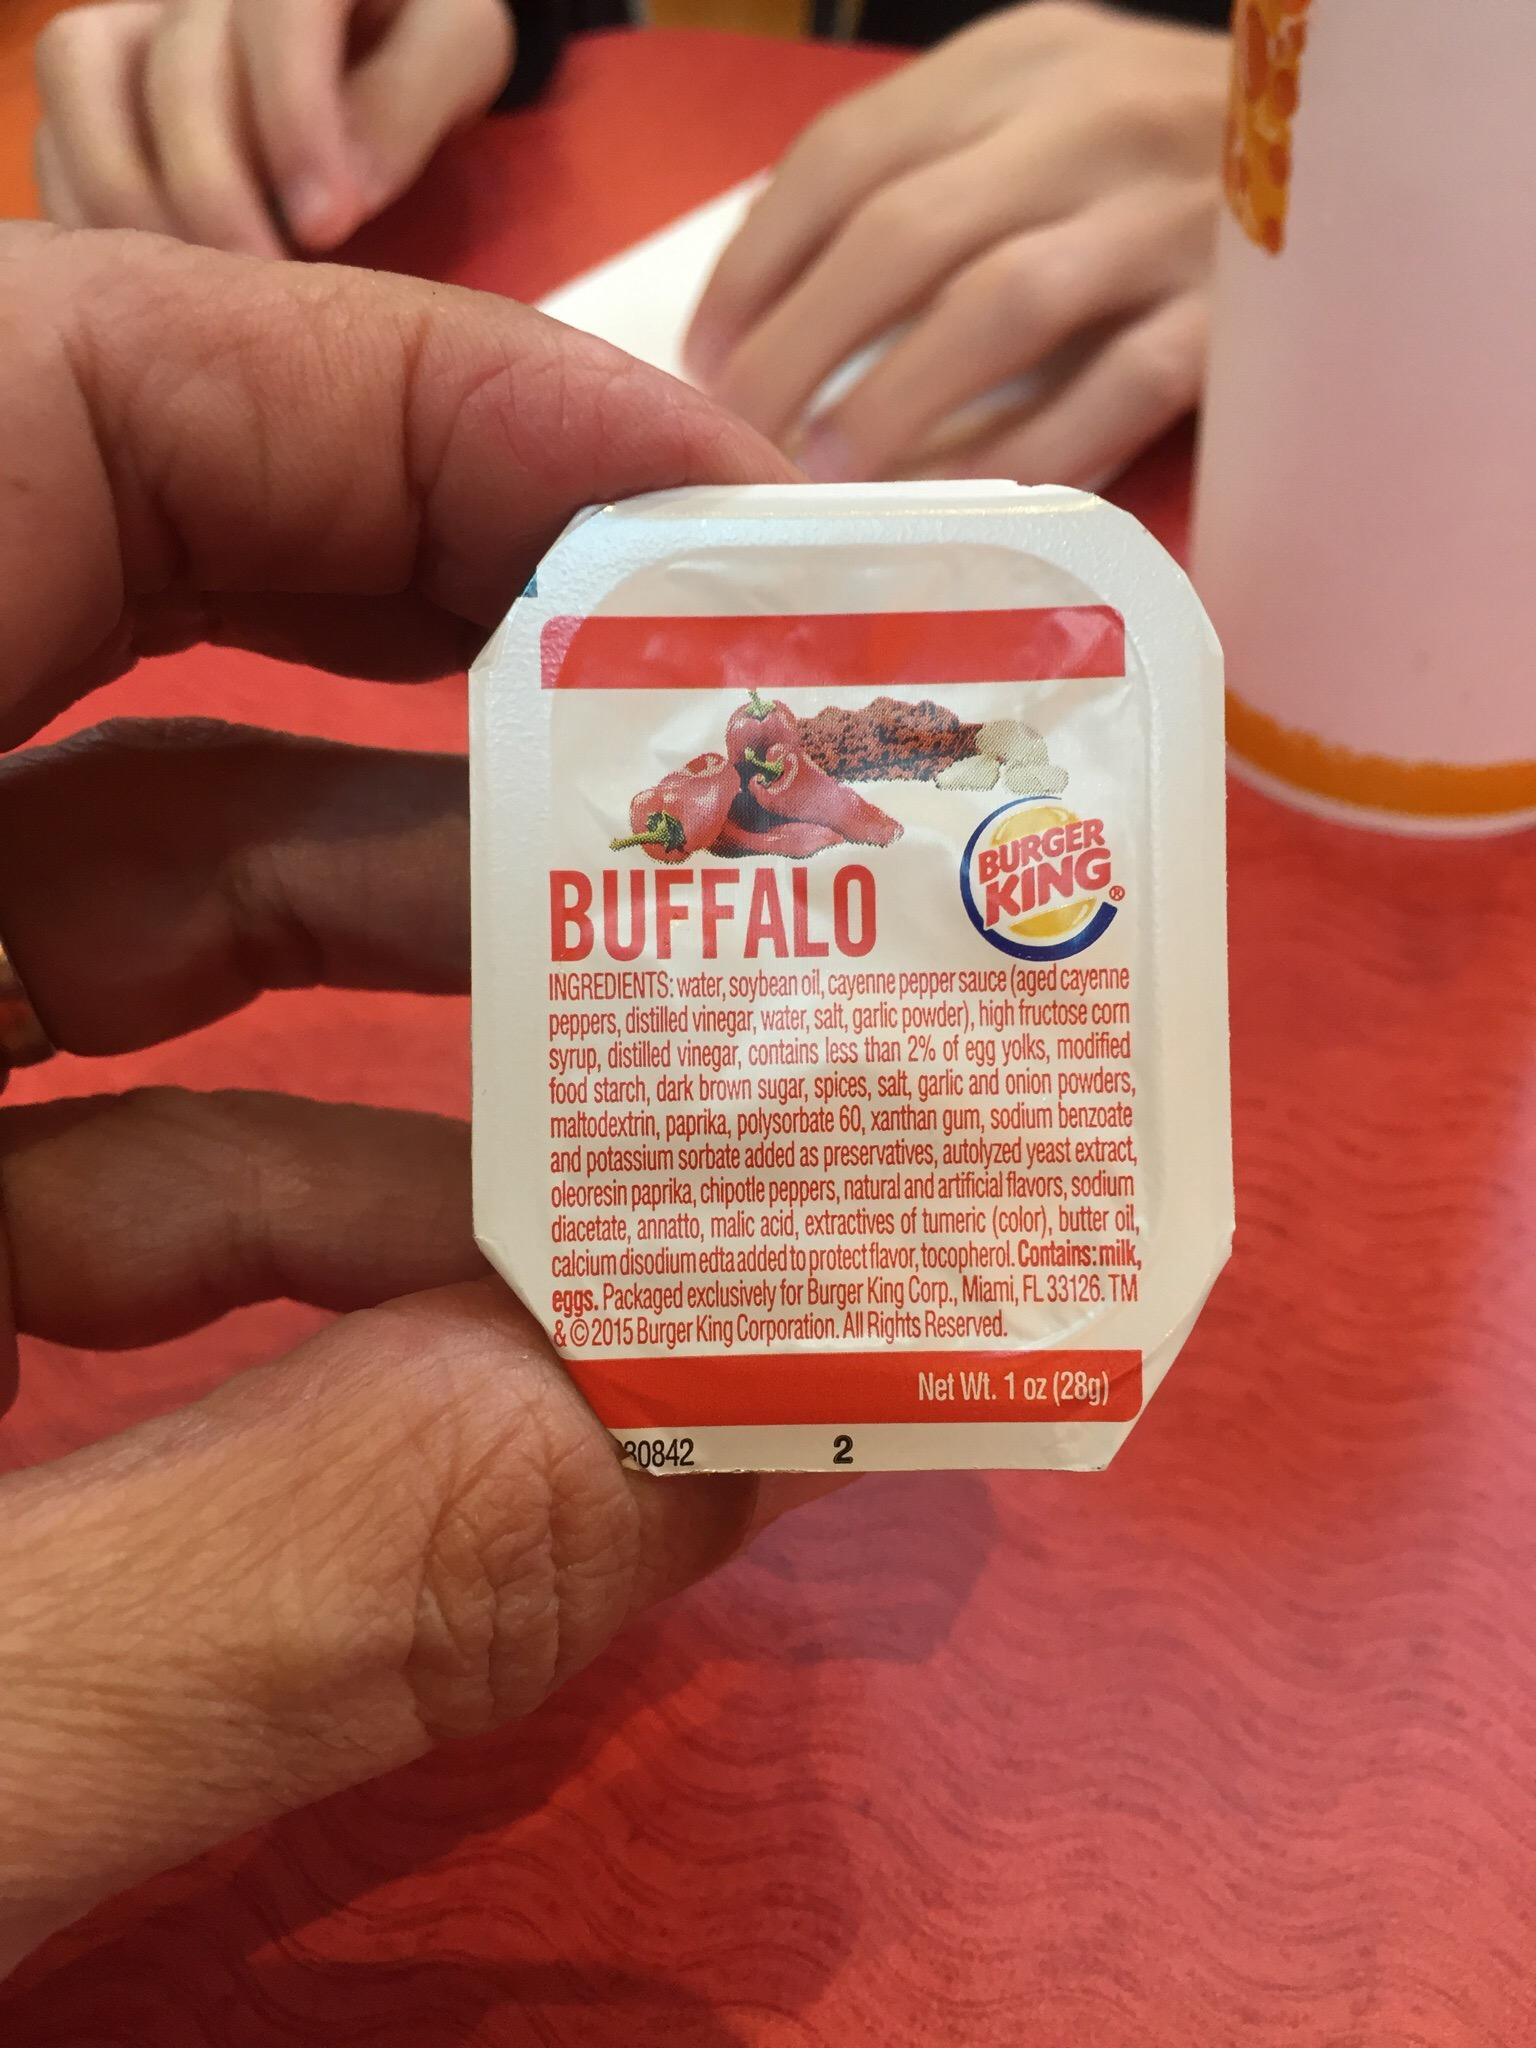 BUFFALO
BURGER
KING®
INGREDIENTS: water, soybean oil, cayenne pepper sauce (aged cayenne
peppers, distilled vinegar, water, salt, garlic powder), high fructose corn
syrup, distilled vinegar, contains less than 2% of egg yolks, modified
food starch, dark brown sugar, spices, salt, garlic and onion powders,
maltodextrin, paprika, polysorbate 60, xanthan gum, sodium benzoate
and potassium sorbate added as preservatives, autolyzed yeast extract,
oleoresin paprika, chipotle peppers, natural and artificial flavors, sodium
diacetate, annatto, malic acid, extractives of tumeric (color), butter oil,
calcium disodium edta added to protect flavor, tocopherol. Contains: milk,
eggs. Packaged exclusively for Burger King Corp., Miami, FL 33126. TM
& © 2015 Burger King Corporation. All Rights Reserved.
Net Wt. 1 oz (28g)
30842 2